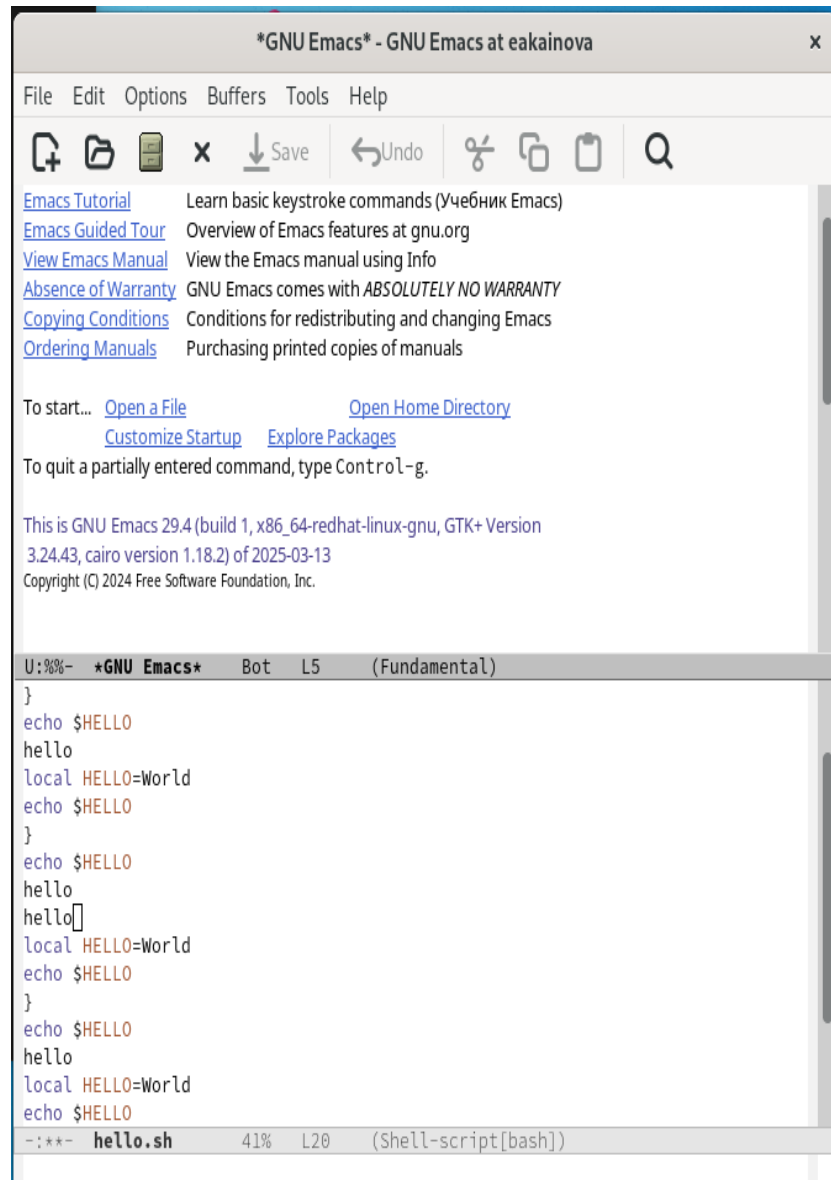 *GNU Emacs* - GNU Emacs at eakainova
File Edit Options Buffers Tools Help
Save Undo
Emacs Tutorial Learn basic keystroke commands (Учебник Emacs)
Emacs Guided Tour Overview of Emacs features at gnu.org
View Emacs Manual View the Emacs manual using Info
Absence of Warranty GNU Emacs comes with ABSOLUTELY NO WARRANTY
Copying Conditions Conditions for redistributing and changing Emacs
Ordering Manuals Purchasing printed copies of manuals
To start... Open a File Open Home Directory
Customize Startup Explore Packages
To quit a partially entered command, type Control-g.
This is GNU Emacs 29.4 (build 1, x86_64-redhat-linux-gnu, GTK+ Version
3.24.43, cairo version 1.18.2) of 2025-03-13
Copyright (C) 2024 Free Software Foundation, Inc.
U:%%- *GNU Emacs* Bot L5 (Fundamental)
}
echo $HELLO
hello
local HELLO=World
echo $HELLO
}
echo $HELLO
hello
hello
local HELLO=World
echo $HELLO
}
echo $HELLO
hello
local HELLO=World
echo $HELLO
-:**- hello.sh 41% L20 (Shell-script[bash])